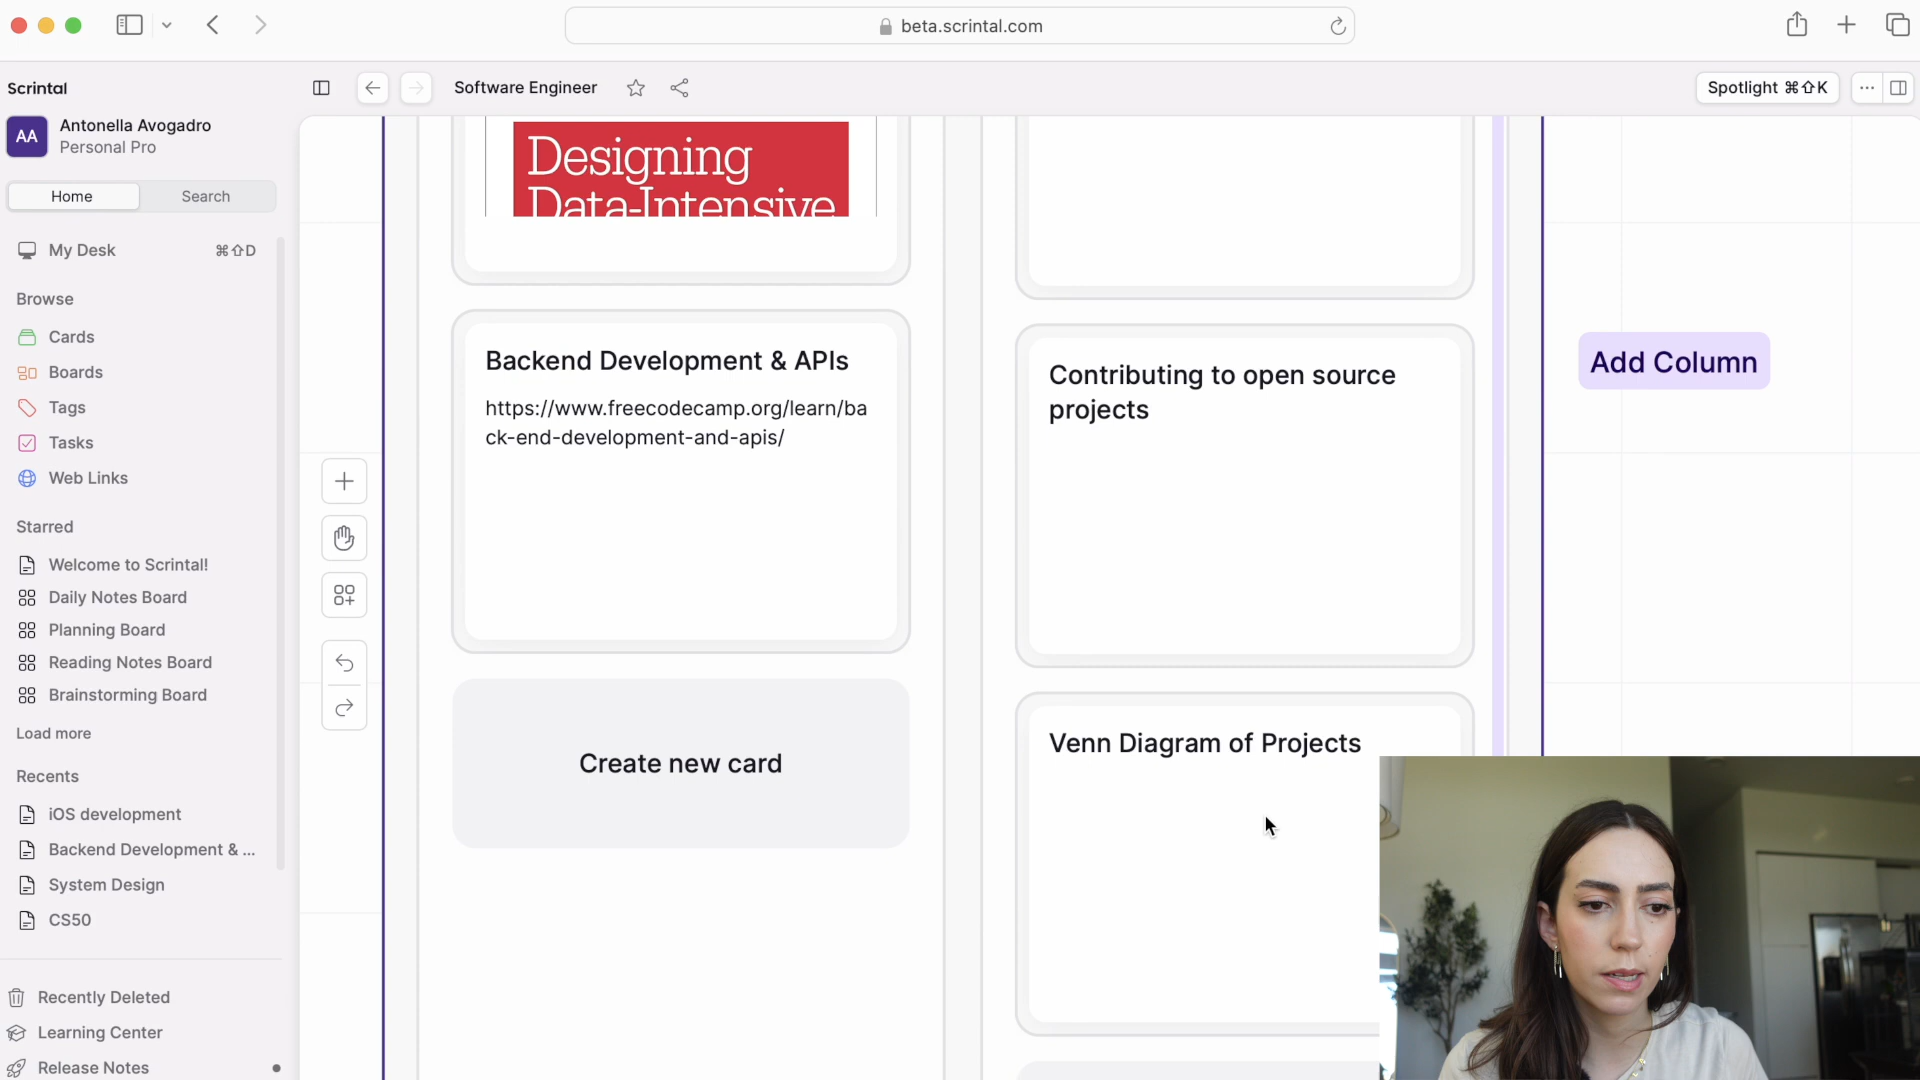 beta.scrintal.com
Scrintal
Software Engineer
Spotlight ⌘⇧K
AA
Antonella Avogadro
Personal Pro
Home
Search
My Desk
⌘⇧D
Browse
Cards
Boards
Tags
Tasks
Web Links
Starred
Welcome to Scrintal!
Daily Notes Board
Planning Board
Reading Notes Board
Brainstorming Board
Load more
Recents
iOS development
Backend Development & ...
System Design
CS50
Recently Deleted
Learning Center
Release Notes
Designing
Data-Intensive
Backend Development & APIs
https://www.freecodecamp.org/learn/ba
ck-end-development-and-apis/
Create new card
Contributing to open source
projects
Venn Diagram of Projects
Add Column